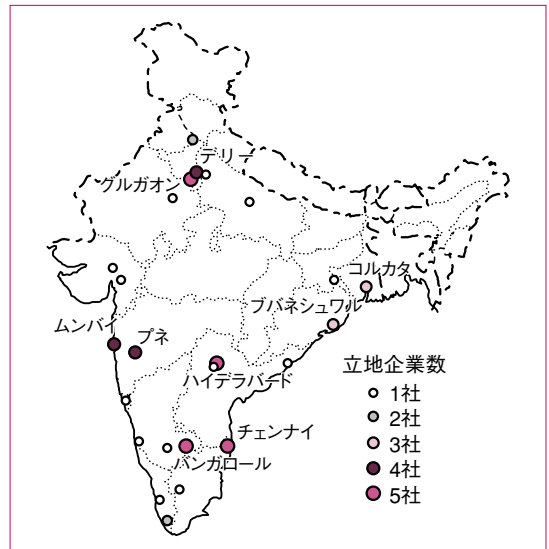 デリー
グルガオン
コルカタ
ブバネシュワル
ムンバイ
プネ
ハイデラバード
チェンナイ
バンガロール
立地企業数
1社
2社
3社
4社
5社